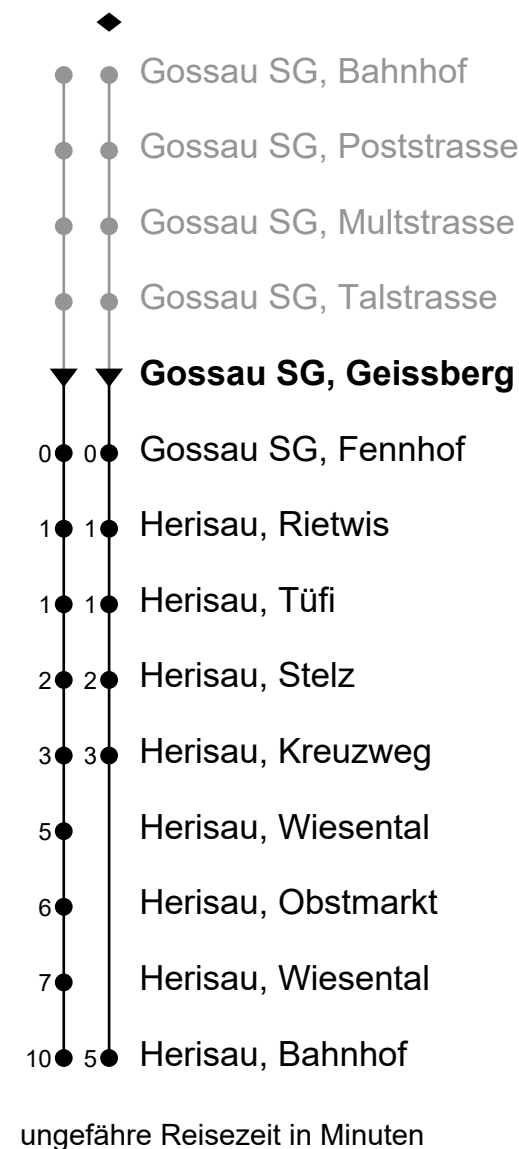 Gossau SG, Bahnhof
Gossau SG, Poststrasse
Gossau SG, Multstrasse
Gossau SG, Talstrasse
Gossau SG, Geissberg
0 0 Gossau SG, Fennhof
1 1 Herisau, Rietwis
1 1 Herisau, Tüfi
2 2 Herisau, Stelz
3 3 Herisau, Kreuzweg
5 Herisau, Wiesental
6 Herisau, Obstmarkt
7 Herisau, Wiesental
10 5 Herisau, Bahnhof
ungefähre Reisezeit in Minuten